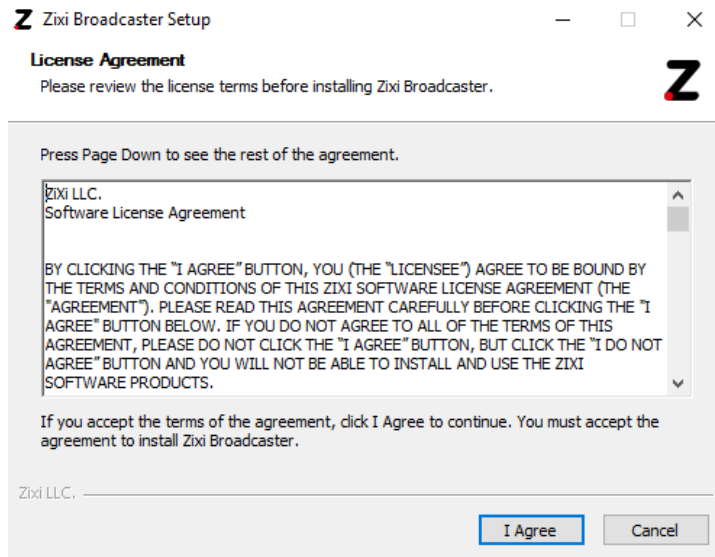 Z Zixi Broadcaster Setup
License Agreement
Please review the license terms before installing Zixi Broadcaster.
Z
Press Page Down to see the rest of the agreement.
ZiXi LLC.
Software License Agreement
BY CLICKING THE “I AGREE” BUTTON, YOU (THE “LICENSEE”) AGREE TO BE BOUND BY
THE TERMS AND CONDITIONS OF THIS ZIXI SOFTWARE LICENSE AGREEMENT (THE
"AGREEMENT"). PLEASE READ THIS AGREEMENT CAREFULLY BEFORE CLICKING THE "I
AGREE" BUTTON BELOW. IF YOU DO NOT AGREE TO ALL OF THE TERMS OF THIS
AGREEMENT, PLEASE DO NOT CLICK THE “I AGREE” BUTTON, BUT CLICK THE “I DO NOT
AGREE” BUTTON AND YOU WILL NOT BE ABLE TO INSTALL AND USE THE ZIXI
SOFTWARE PRODUCTS.
If you accept the terms of the agreement, click I Agree to continue. You must accept the
agreement to install Zixi Broadcaster.
Zixi LLC.
I Agree Cancel